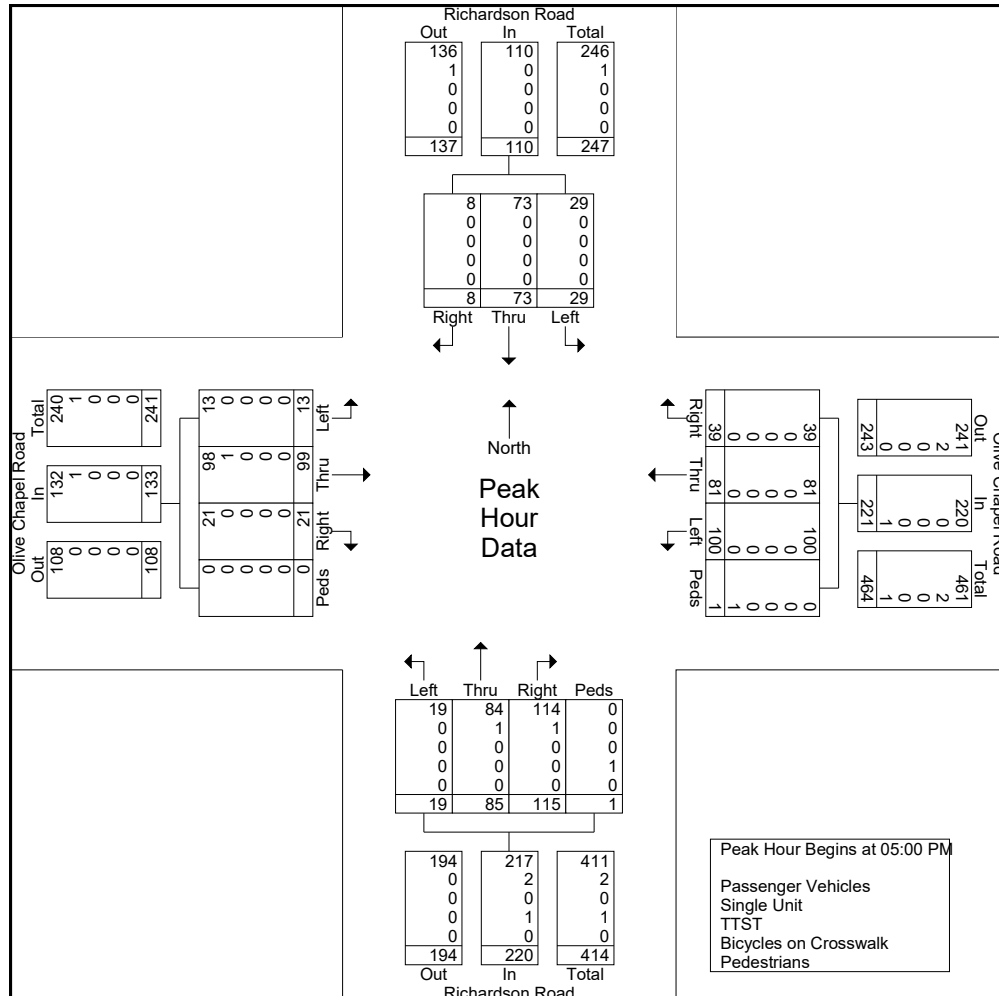 Richardson Road
Out In Total
136 110 246
1 0 1
0 0 0
0 0 0
0 0 0
137 110 247
8 73 29
0 0 0
0 0 0
0 0 0
0 0 0
8 73 29
Right Thru Left
Olive Chapel Road
Total
240 1 0 0 0 241
In
132 1 0 0 0 133
Out
108 0 0 0 0 108
13 0 0 0 0 13
Left
98 1 0 0 0 99
Thru
21 0 0 0 0 21
Right
0 0 0 0 0 0
Peds
North
Peak
Hour
Data
Right
39 0 0 0 0 39
Thru
81 0 0 0 0 81
Left
100 0 0 0 0 100
Peds
1 1 0 0 0 0
Olive Chapel Road
Out
243 0 0 0 2 241
In
221 1 0 0 0 220
Total
464 1 0 0 2 461
Left Thru Right Peds
19 84 114 0
0 1 1 0
0 0 0 0
0 0 0 1
0 0 0 0
19 85 115 1
194 217 411
0 2 2
0 0 0
0 1 1
0 0 0
194 220 414
Out In Total
Richardson Road
Peak Hour Begins at 05:00 PM
Passenger Vehicles
Single Unit
TTST
Bicycles on Crosswalk
Pedestrians